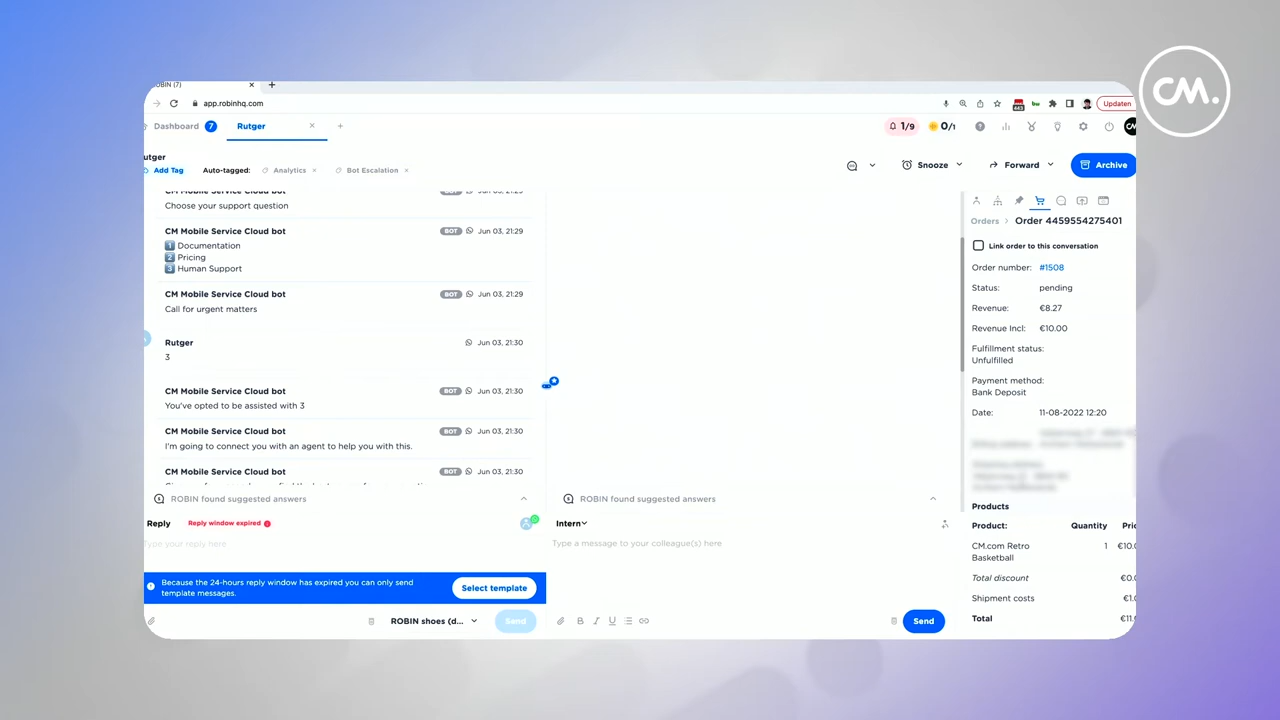 CM.
ROBIN (7)
app.robinhq.com
443
Updaten
Dashboard 7
Rutger
1/9
0/1
CM
utger
Add Tag
Auto-tagged:
Analytics
Bot Escalation
Snooze
Forward
Archive
CM Mobile Service Cloud bot
BOT
Jun 03, 21:29
Choose your support question
CM Mobile Service Cloud bot
BOT
Jun 03, 21:29
1 Documentation
2 Pricing
3 Human Support
CM Mobile Service Cloud bot
BOT
Jun 03, 21:29
Call for urgent matters
Rutger
Jun 03, 21:30
3
CM Mobile Service Cloud bot
BOT
Jun 03, 21:30
You've opted to be assisted with 3
CM Mobile Service Cloud bot
BOT
Jun 03, 21:30
I'm going to connect you with an agent to help you with this.
CM Mobile Service Cloud bot
BOT
Jun 03, 21:30
ROBIN found suggested answers
Reply
Reply window expired
Type your reply here
Because the 24-hours reply window has expired you can only send
template messages.
Select template
ROBIN shoes (d...
Send
ROBIN found suggested answers
Intern
Type a message to your colleague(s) here
B I U
Send
Orders > Order 4459554275401
Link order to this conversation
Order number: #1508
Status: pending
Revenue: €8.27
Revenue Incl: €10.00
Fulfillment status:
Unfulfilled
Payment method:
Bank Deposit
Date: 11-08-2022 12:20
Products
Product: Quantity Pric
CM.com Retro 1 €10.0
Basketball
Total discount €0.0
Shipment costs €1.0
Total €11.